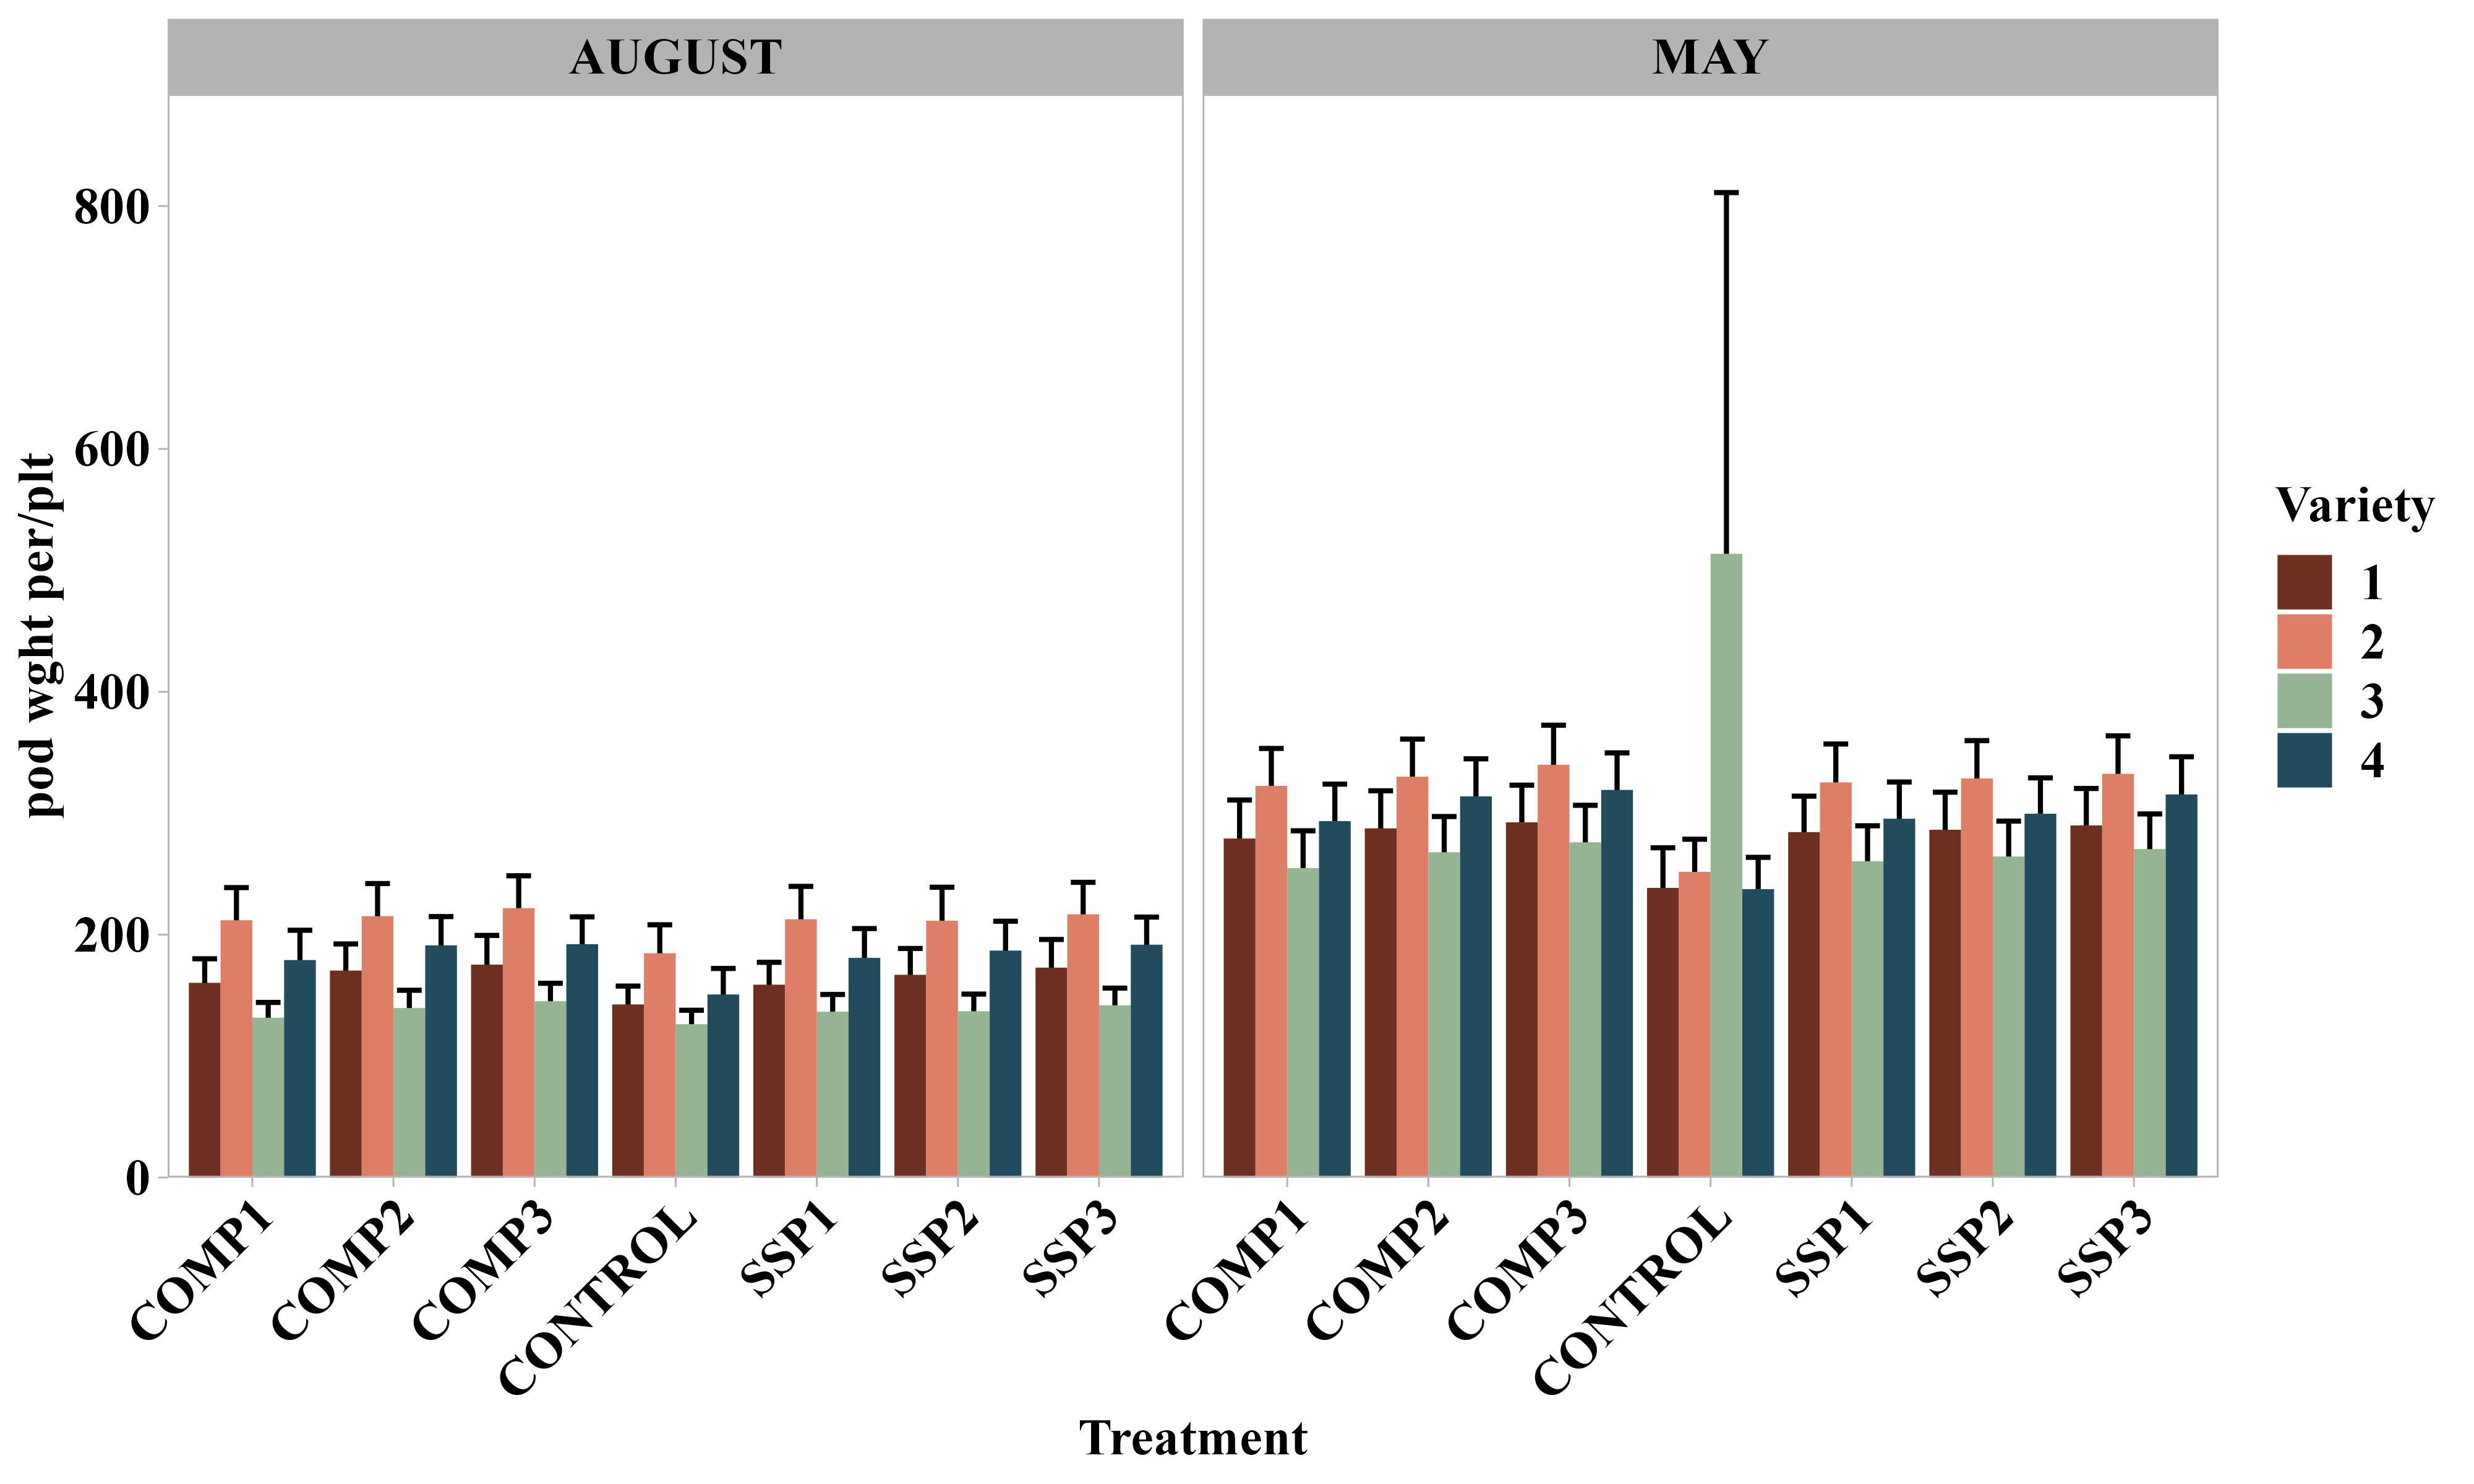 AUGUST
MAY
pod wght per/plt
800
600
400
200
0
COMP1
COMP2
COMP3
CONTROL
SSP1
SSP2
SSP3
COMP1
COMP2
COMP3
CONTROL
SSP1
SSP2
SSP3
Treatment
Variety
1
2
3
4